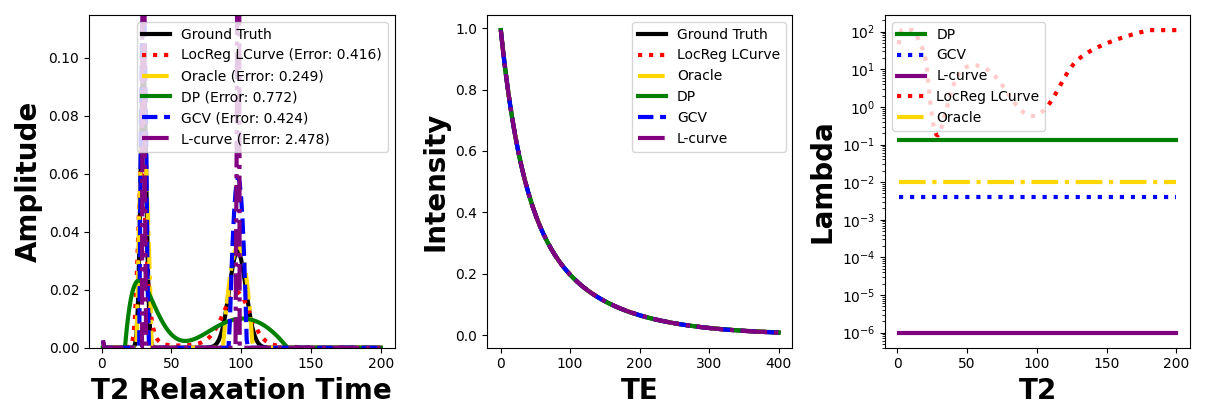 Amplitude
0.10
0.08
0.06
0.04
0.02
0.00
Ground Truth
LocReg LCurve (Error: 0.416)
Oracle (Error: 0.249)
DP (Error: 0.772)
GCV (Error: 0.424)
L-curve (Error: 2.478)
0 50 100 150 200
T2 Relaxation Time
Intensity
1.0
0.8
0.6
0.4
0.2
0.0
Ground Truth
LocReg LCurve
Oracle
DP
GCV
L-curve
0 100 200 300 400
TE
Lambda
10²
10¹
10⁰
10⁻¹
10⁻²
10⁻³
10⁻⁴
10⁻⁵
10⁻⁶
DP
GCV
L-curve
LocReg LCurve
Oracle
0 50 100 150 200
T2